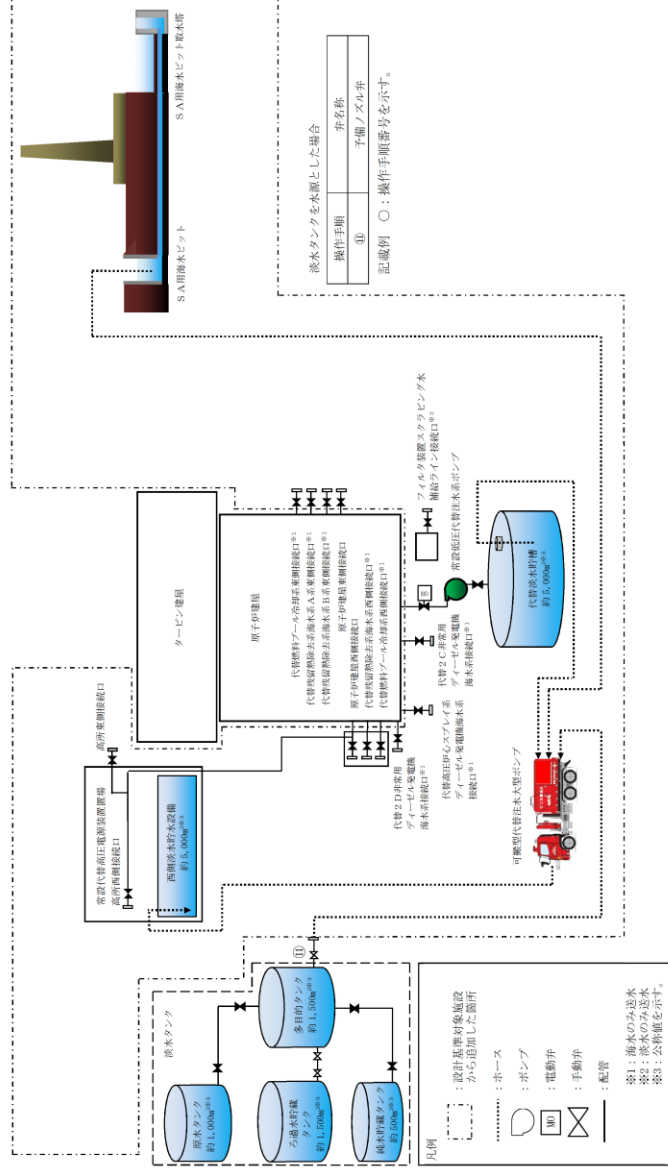 ＳＡ用海水ピット取水塔
ＳＡ用海水ピット
淡水タンクを水源とした場合
操作手順
弁名称
⑪
予備ノズル弁
記載例　○：操作手順番号を示す。
タービン建屋
原子炉建屋
代替燃料プール冷却系東側接続口※1
代替残留熱除去系海水系Ａ系東側接続口※1
代替残留熱除去系海水系Ｂ系東側接続口※1
原子炉建屋東側接続口
原子炉建屋西側接続口
代替残留熱除去系海水系西側接続口※1
代替燃料プール冷却系西側接続口※1
フィルタ装置スクラビング水
補給ライン接続口※2
常設低圧代替注水系ポンプ
代替淡水貯槽
約5,000m³※3
代替２Ｃ非常用
ディーゼル発電機
海水系接続口※1
代替高圧炉心スプレイ系
ディーゼル発電機海水系
接続口※1
代替２Ｄ非常用
ディーゼル発電機
海水系接続口※1
高所東側接続口
常設代替高圧電源装置置場
高所西側接続口
西側淡水貯水設備
約5,000m³※3
可搬型代替注水大型ポンプ
⑪
淡水タンク
多目的タンク
約1,500m³※3
原水タンク
約1,000m³※3
ろ過水貯蔵
タンク
約1,500m³※3
純水貯蔵タンク
約500m³※3
凡例
：設計基準対象施設
から追加した箇所
：ホース
：ポンプ
MO
：電動弁
：手動弁
：配管
※1：海水のみ送水
※2：淡水のみ送水
※3：公称値を示す。